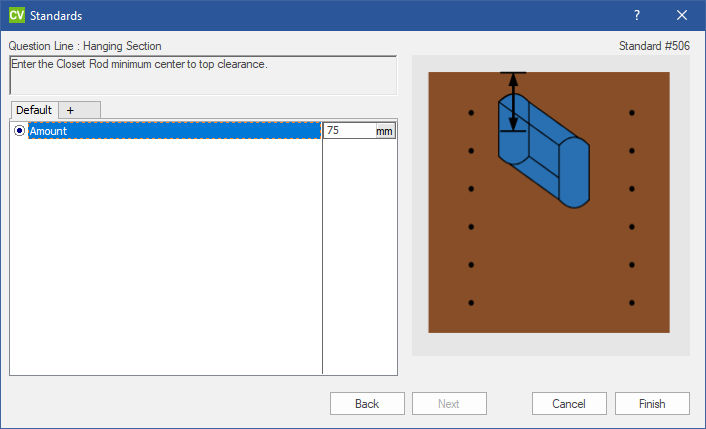 CV Standards ?
Question Line : Hanging Section
Standard #506
Enter the Closet Rod minimum center to top clearance.
Default +
Amount 75 mm
Back Next Cancel Finish